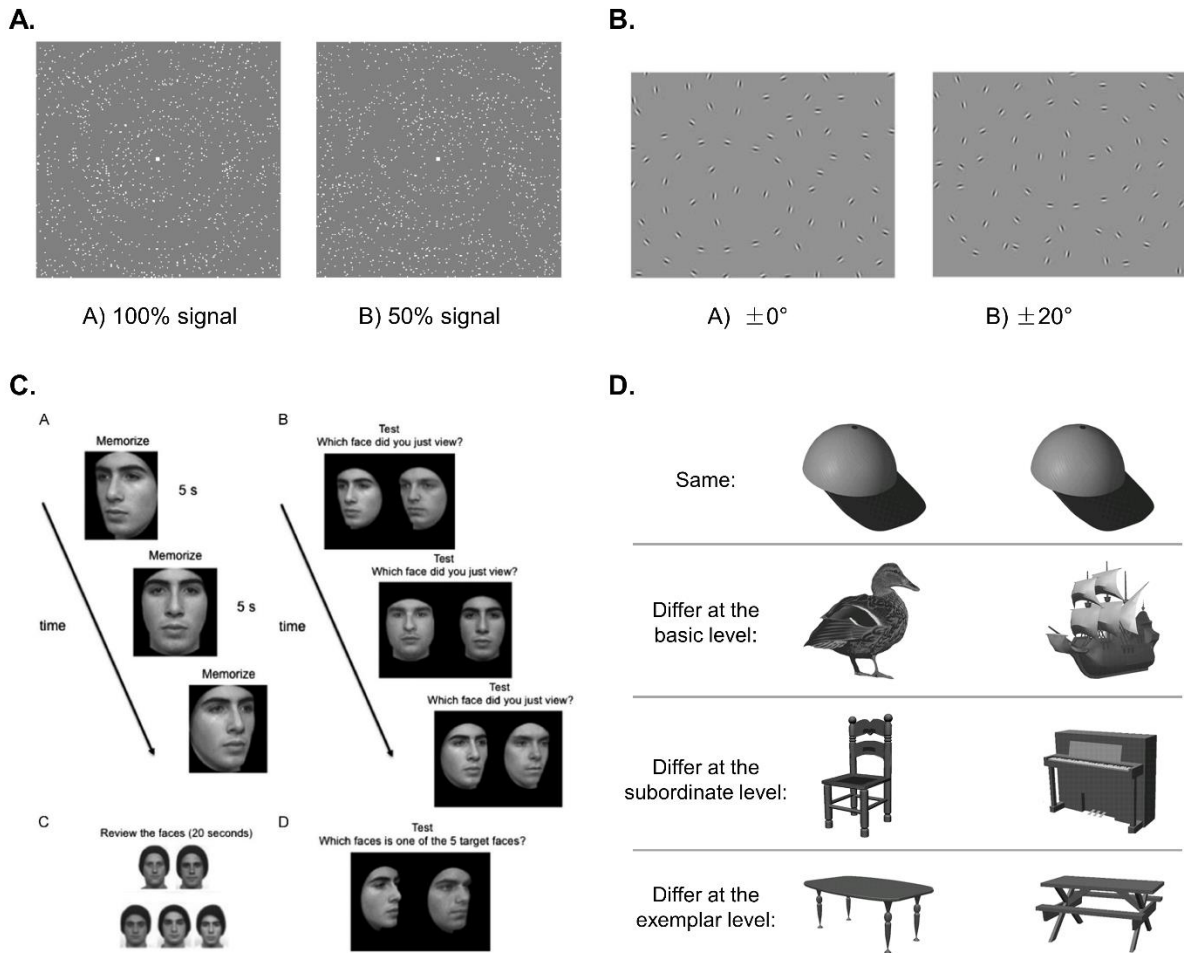 A.
A) 100% signal
B) 50% signal
B.
A) ±0°
B) ±20°
C.
A
Memorize
5 s
Memorize
5 s
time
Memorize
B
Test
Which face did you just view?
Test
Which face did you just view?
time
Test
Which face did you just view?
C
Review the faces (20 seconds)
D
Test
Which faces is one of the 5 target faces?
D.
Same:
Differ at the
basic level:
Differ at the
subordinate level:
Differ at the
exemplar level: